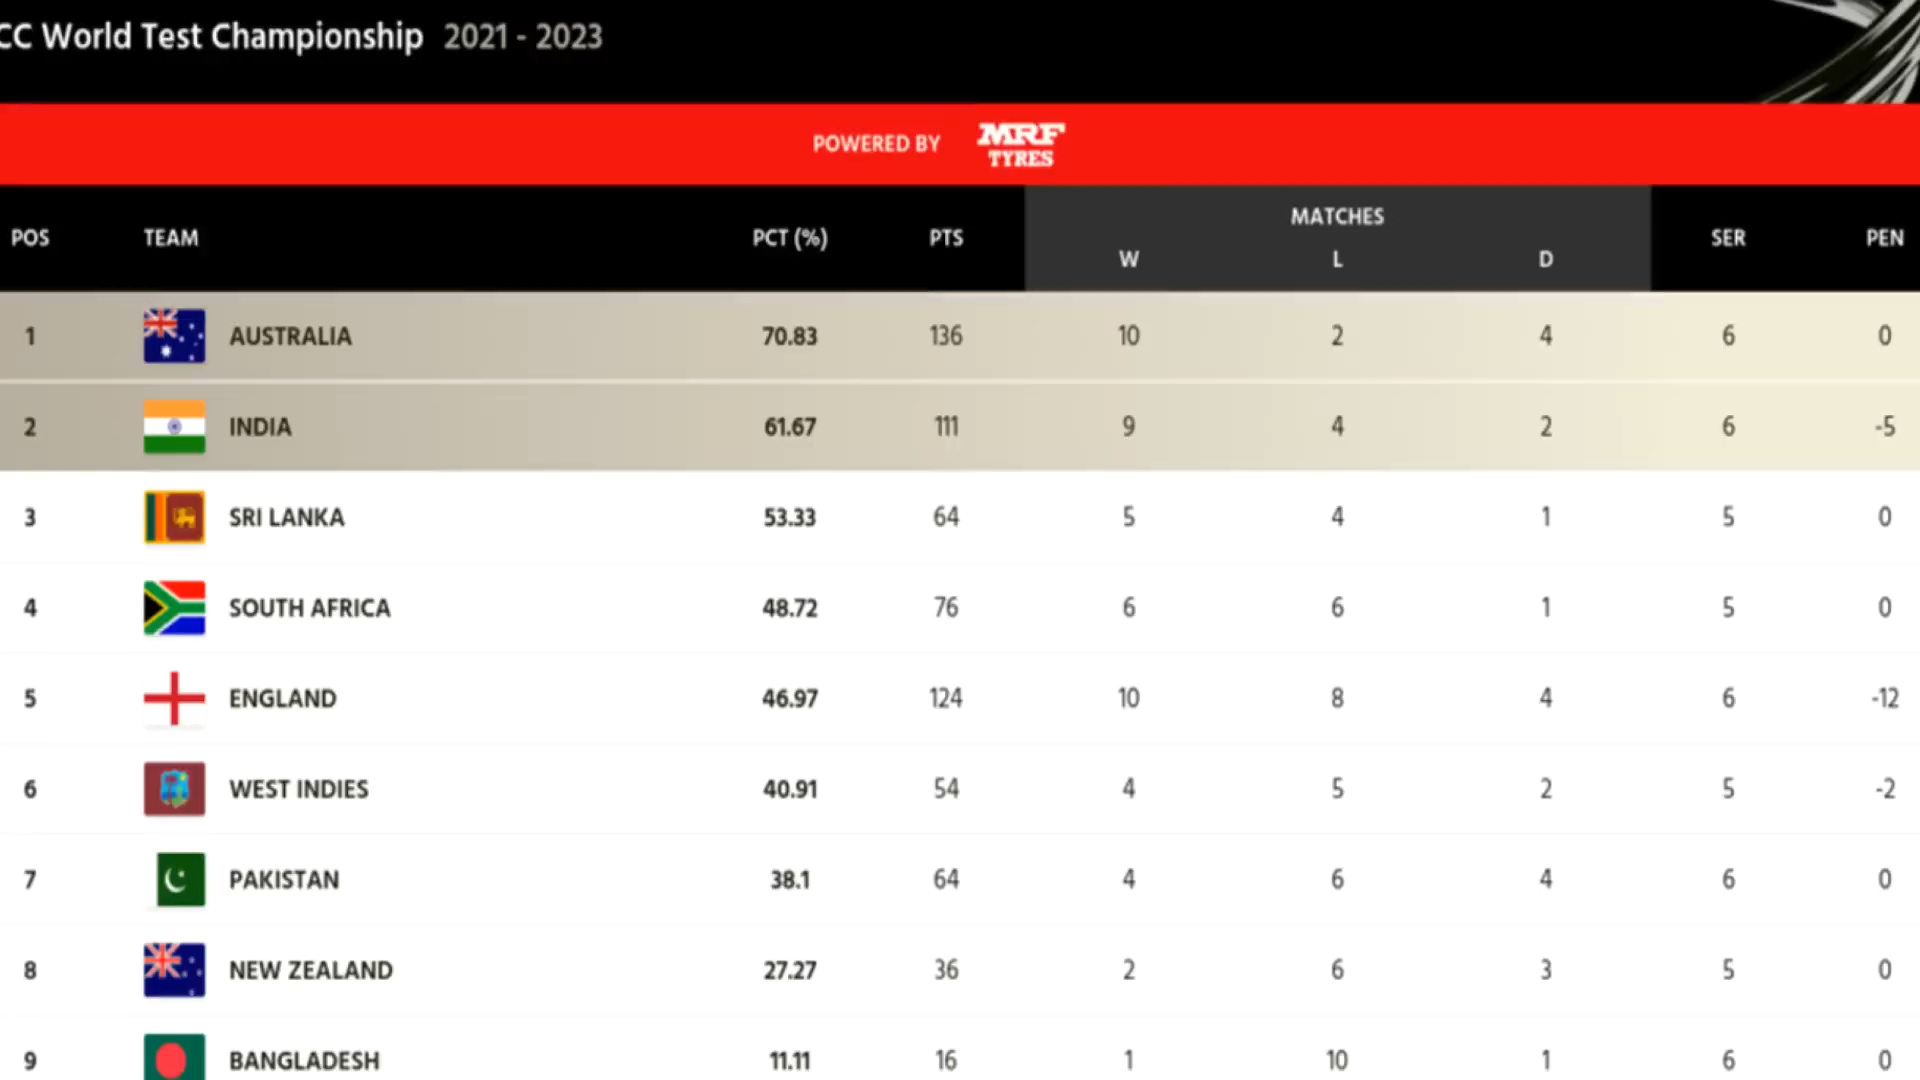 CC World Test Championship 2021 - 2023
POWERED BY MRF TYRES
MATCHES
POS TEAM PCT (%) PTS W L D SER PEN
1 AUSTRALIA 70.83 136 10 2 4 6 0
2 INDIA 61.67 111 9 4 2 6 -5
3 SRI LANKA 53.33 64 5 4 1 5 0
4 SOUTH AFRICA 48.72 76 6 6 1 5 0
5 ENGLAND 46.97 124 10 8 4 6 -12
6 WEST INDIES 40.91 54 4 5 2 5 -2
7 PAKISTAN 38.1 64 4 6 4 6 0
8 NEW ZEALAND 27.27 36 2 6 3 5 0
9 BANGLADESH 11.11 16 1 10 1 6 0